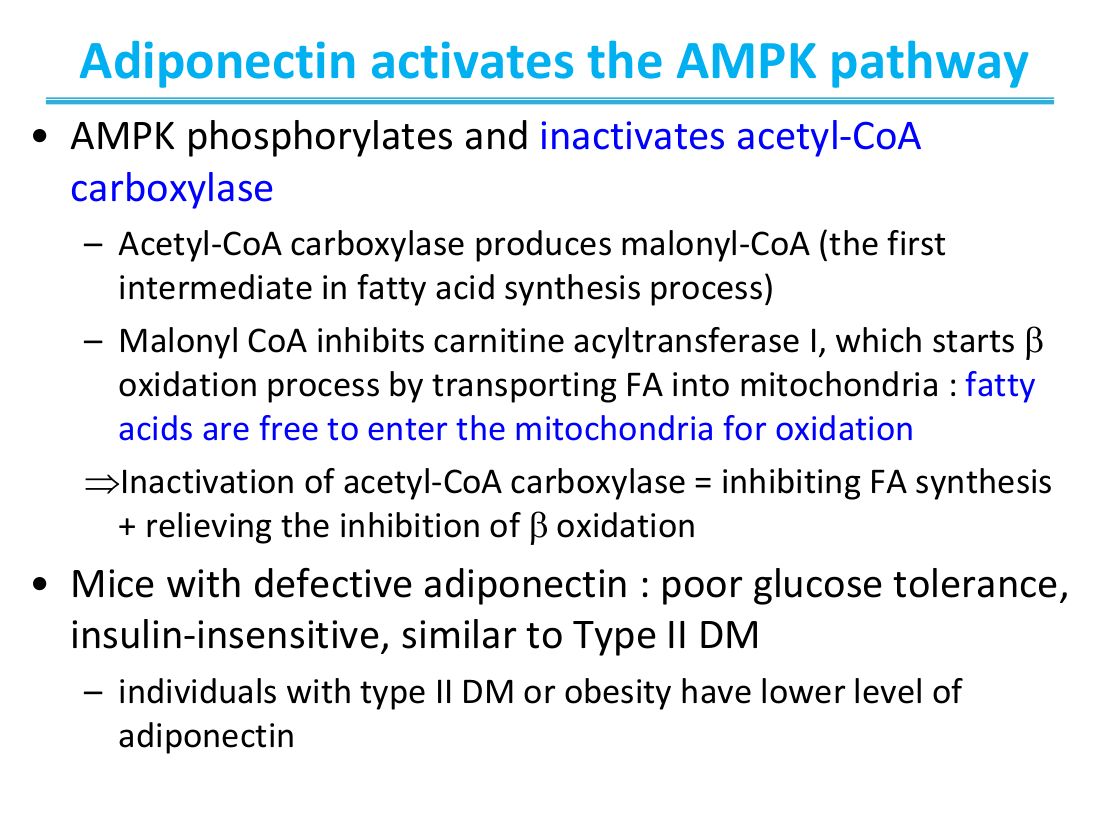 Adiponectin activates the AMPK pathway
• AMPK phosphorylates and inactivates acetyl-CoA
carboxylase
– Acetyl-CoA carboxylase produces malonyl-CoA (the first
intermediate in fatty acid synthesis process)
– Malonyl CoA inhibits carnitine acyltransferase I, which starts β
oxidation process by transporting FA into mitochondria : fatty
acids are free to enter the mitochondria for oxidation
⇒Inactivation of acetyl-CoA carboxylase = inhibiting FA synthesis
+ relieving the inhibition of β oxidation
• Mice with defective adiponectin : poor glucose tolerance,
insulin-insensitive, similar to Type II DM
– individuals with type II DM or obesity have lower level of
adiponectin